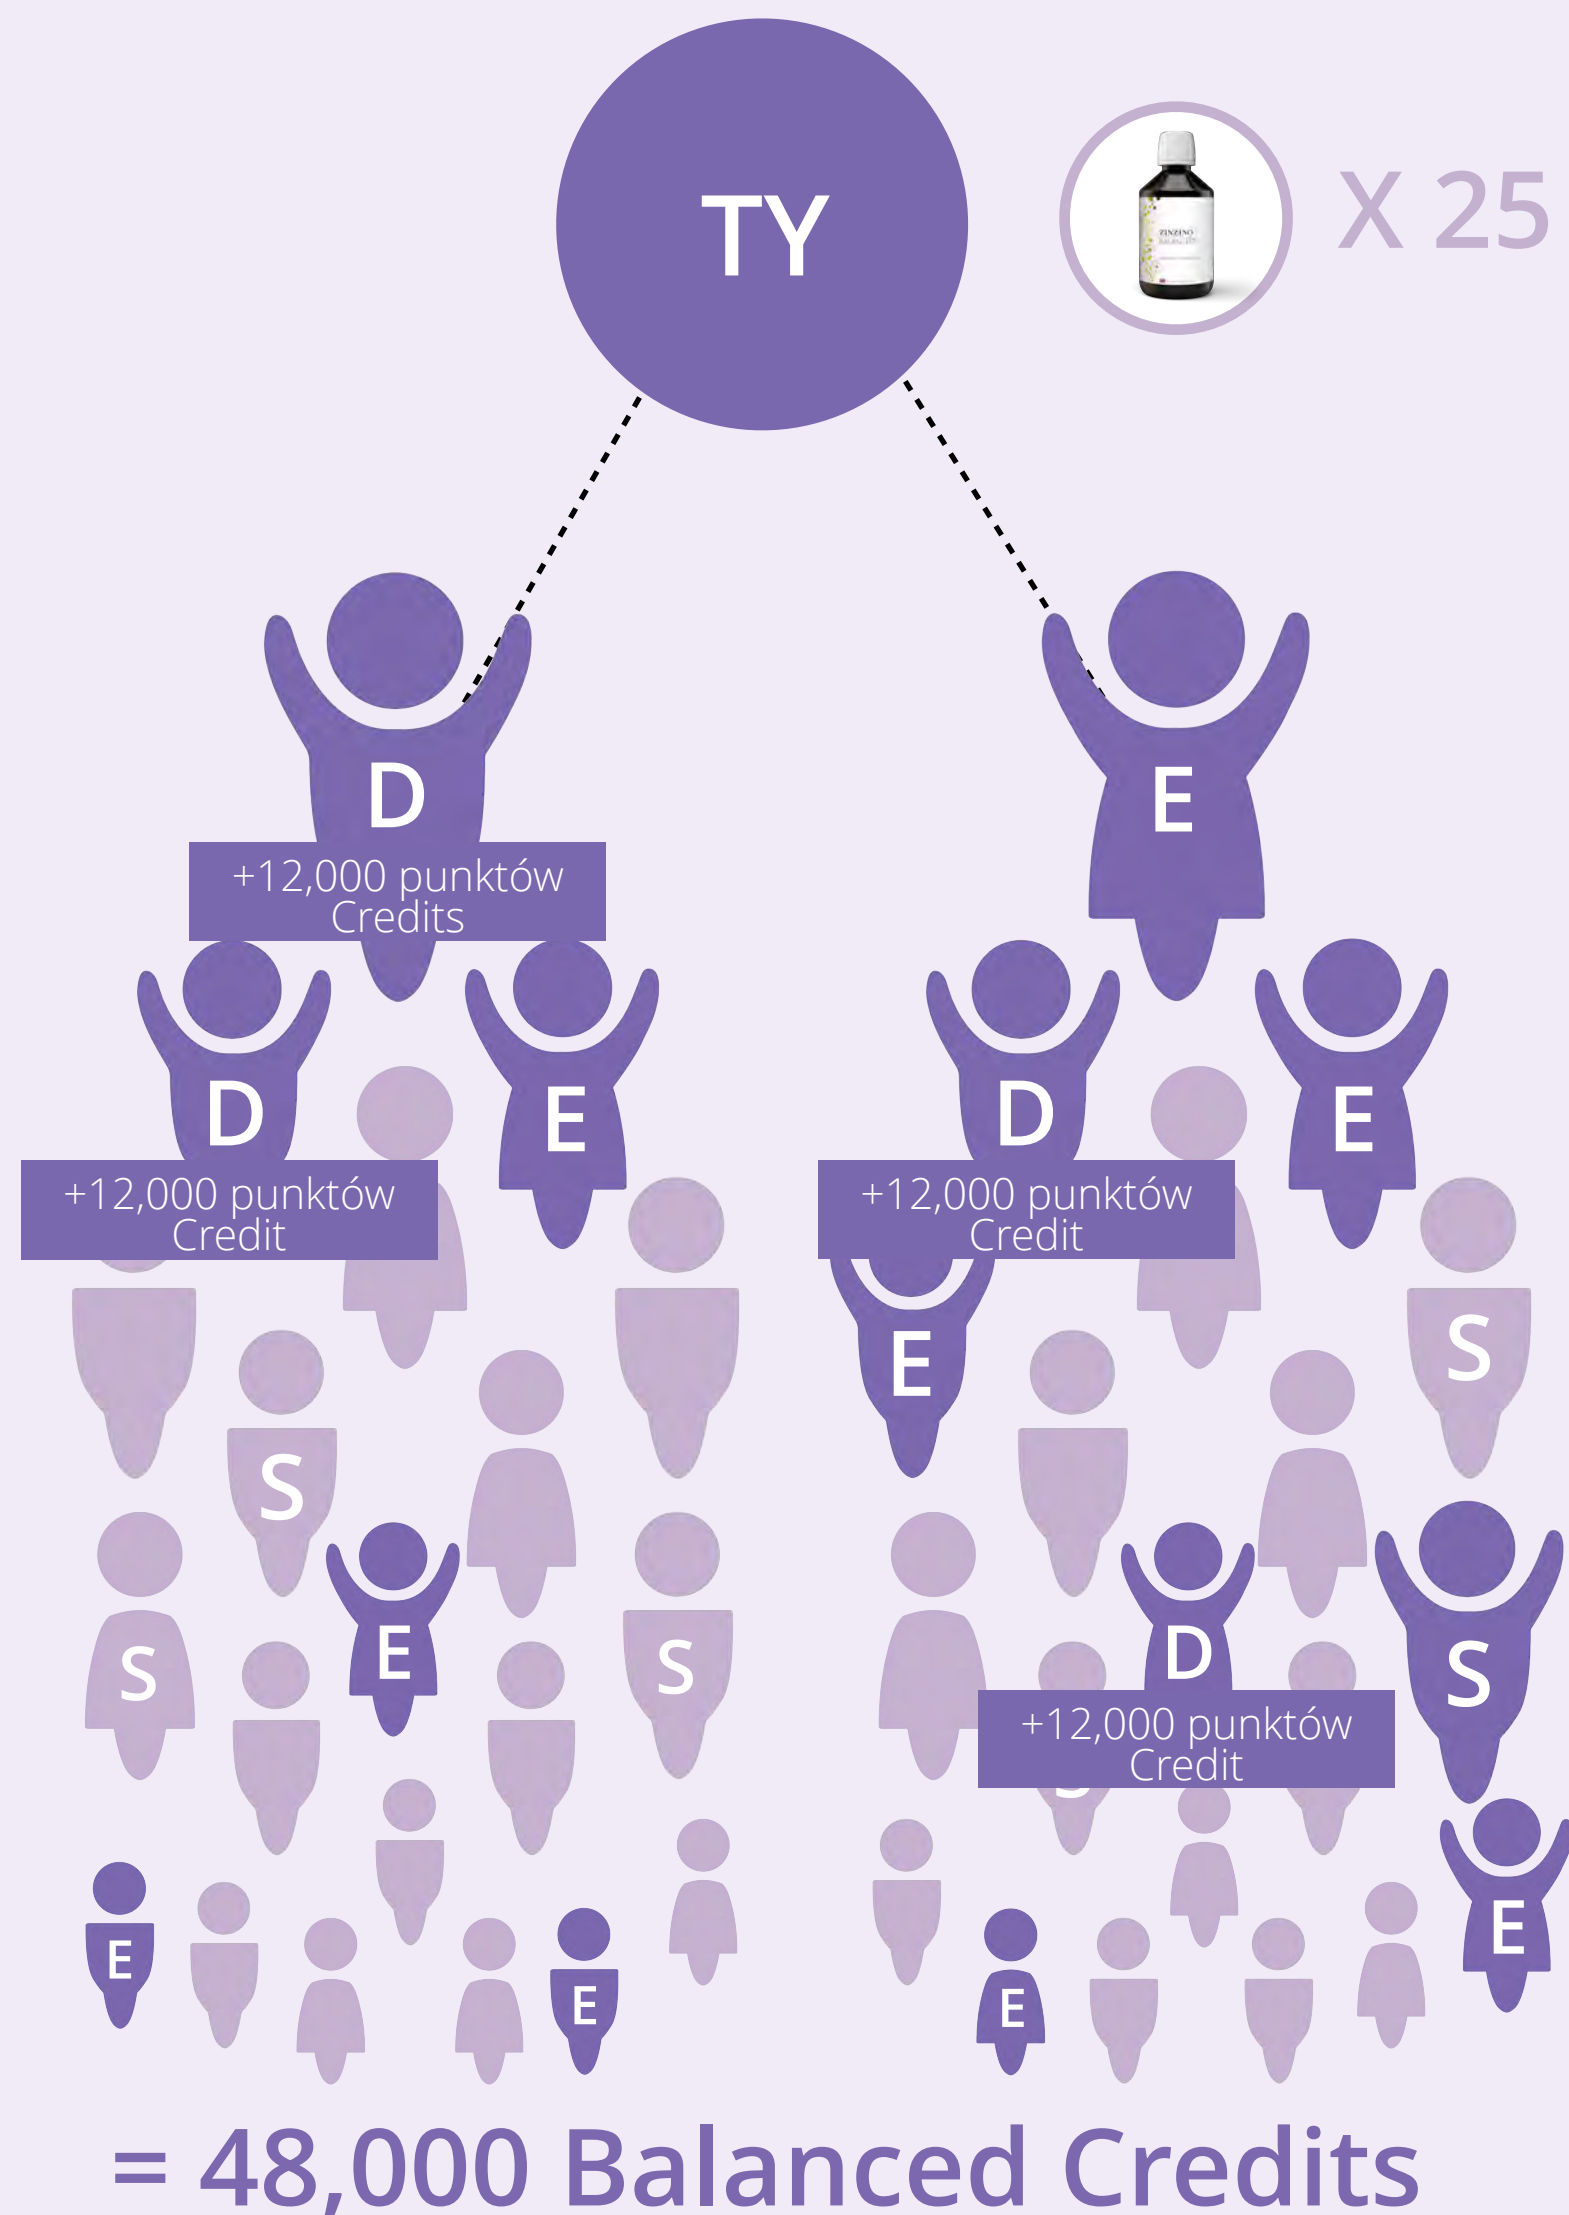 TY
ZINZINO
X 25
D
E
+12,000 punktów
Credits
D
E
D
E
+12,000 punktów
Credit
+12,000 punktów
Credit
E
S
S
S
E
S
D
S
+12,000 punktów
Credit
E
E
E
E
= 48,000 Balanced Credits